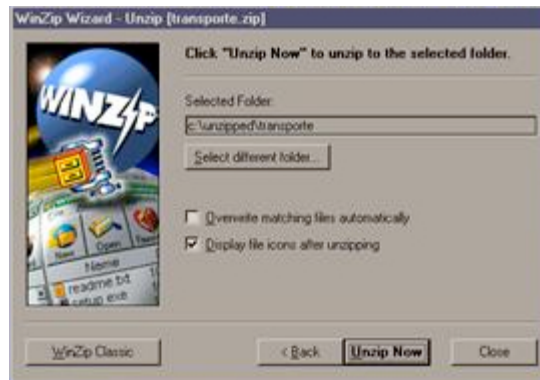 WinZip Wizard - Unzip [transporte.zip]
Click "Unzip Now" to unzip to the selected folder.
WINZIP
Selected Folder:
c:\unzipped\transporte
Select different folder...
Overwrite matching files automatically
Display file icons after unzipping
New Open
Name
readme.txt
setup.exe
WinZip Classic
< Back
Unzip Now
Close